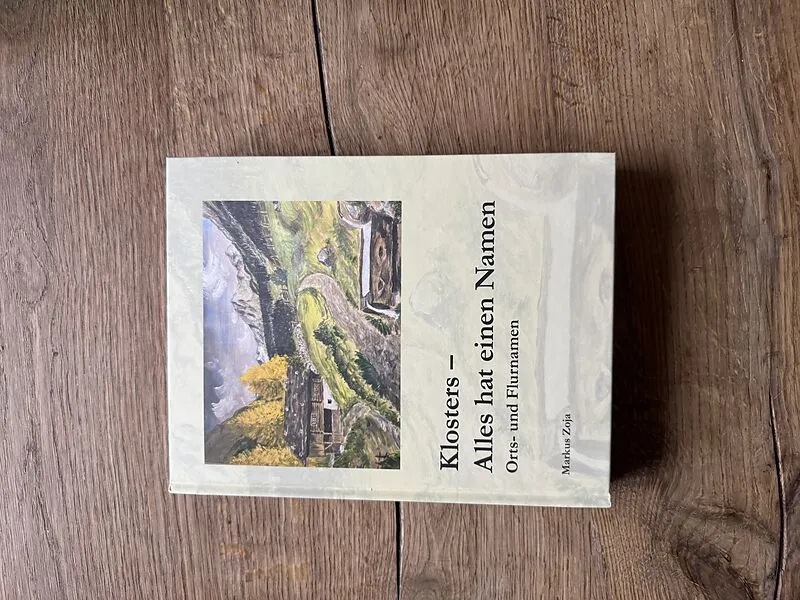 Klosters –
Alles hat einen Namen
Orts- und Flurnamen
Markus Zoja